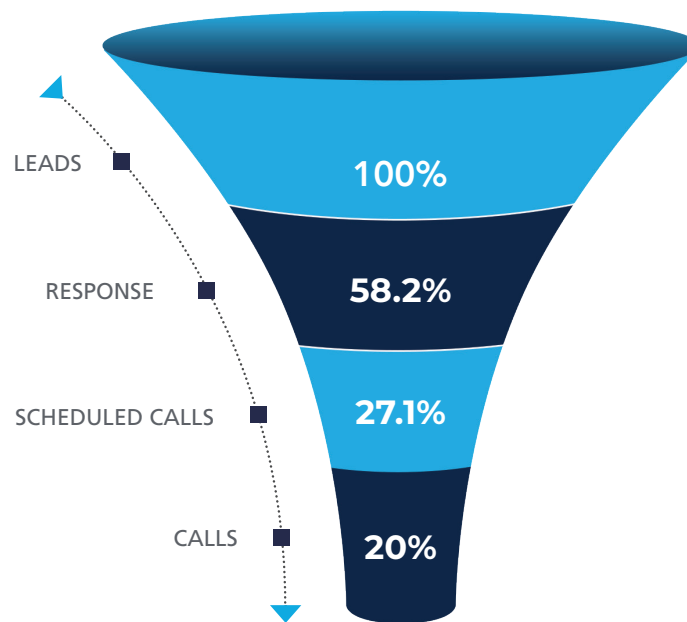 LEADS
100%
RESPONSE
58.2%
SCHEDULED CALLS
27.1%
CALLS
20%